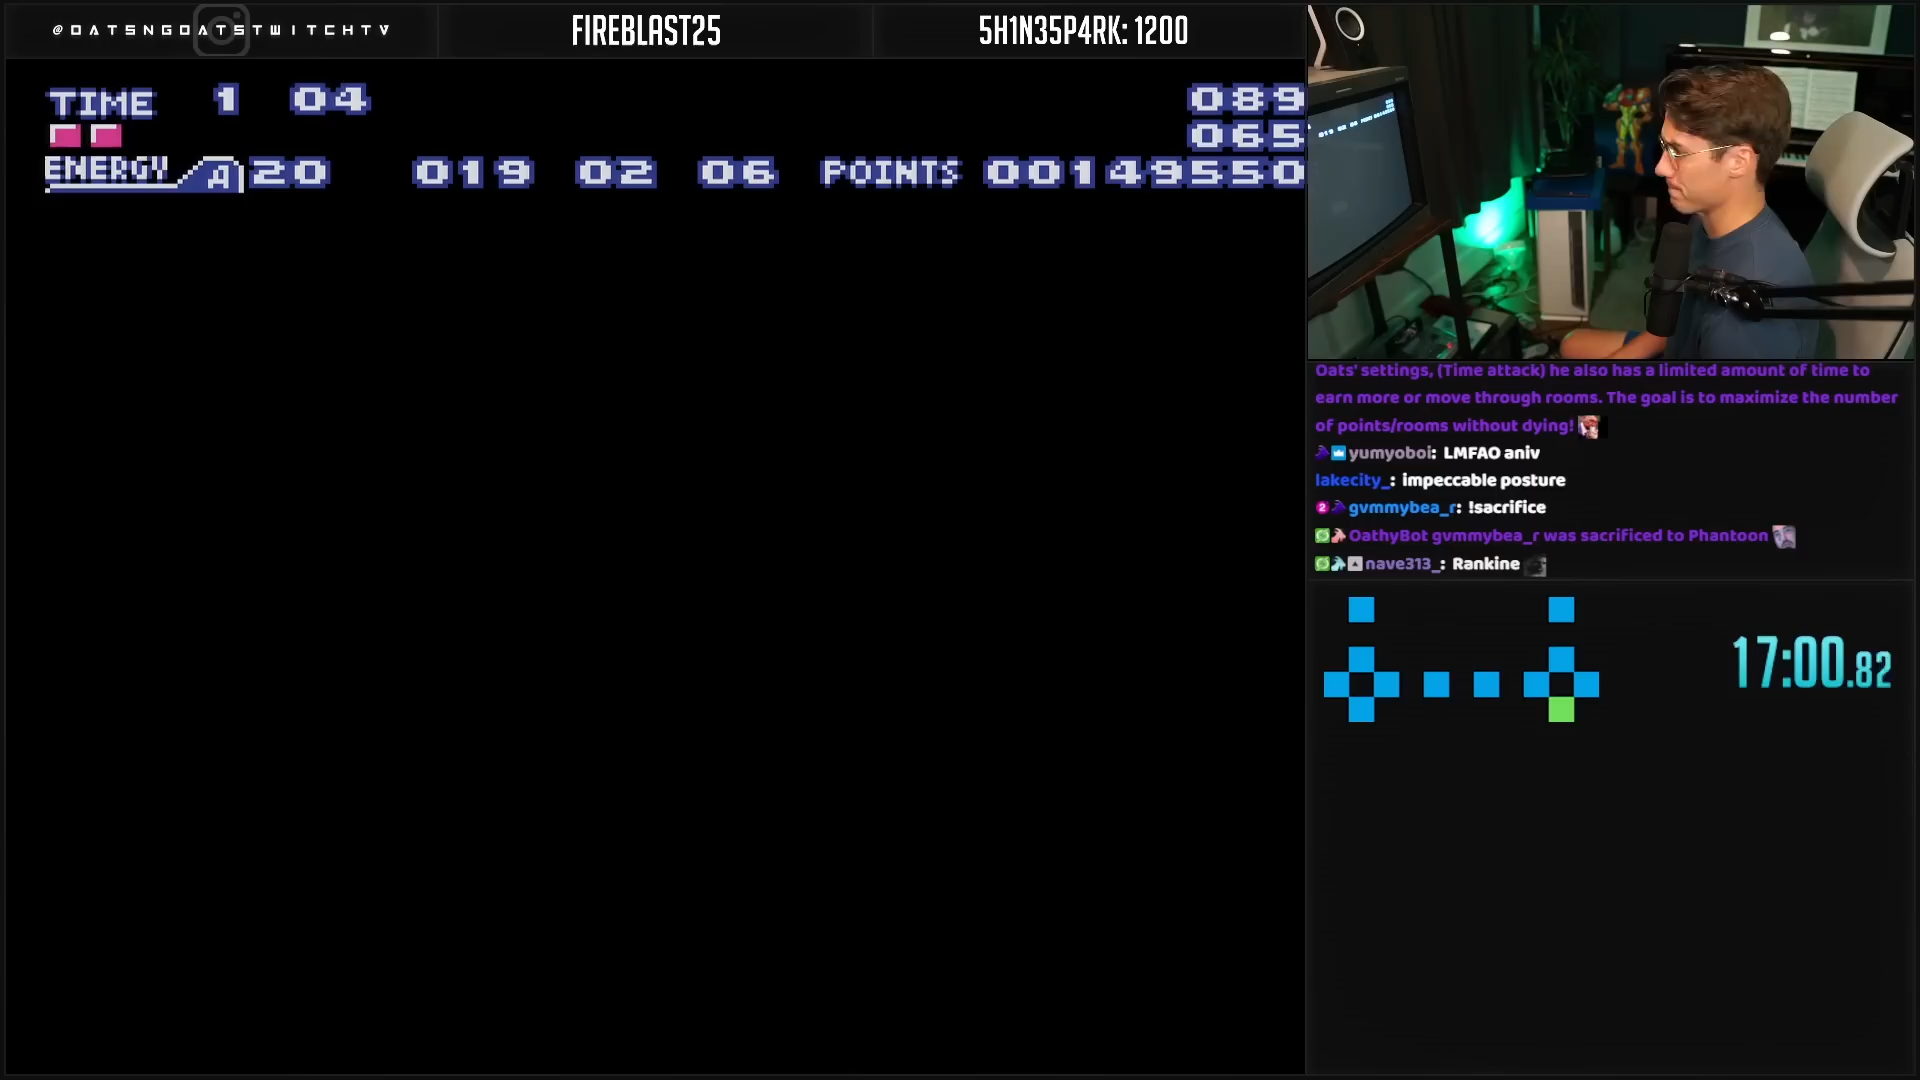 @OATSNGOATSTWITCHTV
FIREBLAST25
5H1N35P4RK: 1200
TIME 1 04
089
065
ENERGY A 20 019 02 06 POINTS 00149550
Oats' settings, (Time attack) he also has a limited amount of time to
earn more or move through rooms. The goal is to maximize the number
of points/rooms without dying!
yumyoboi: LMFAO aniv
lakecity_: impeccable posture
2 gvmmybea_r: !sacrifice
OathyBot gvmmybea_r was sacrificed to Phantoon
nave313_: Rankine
17:00.82